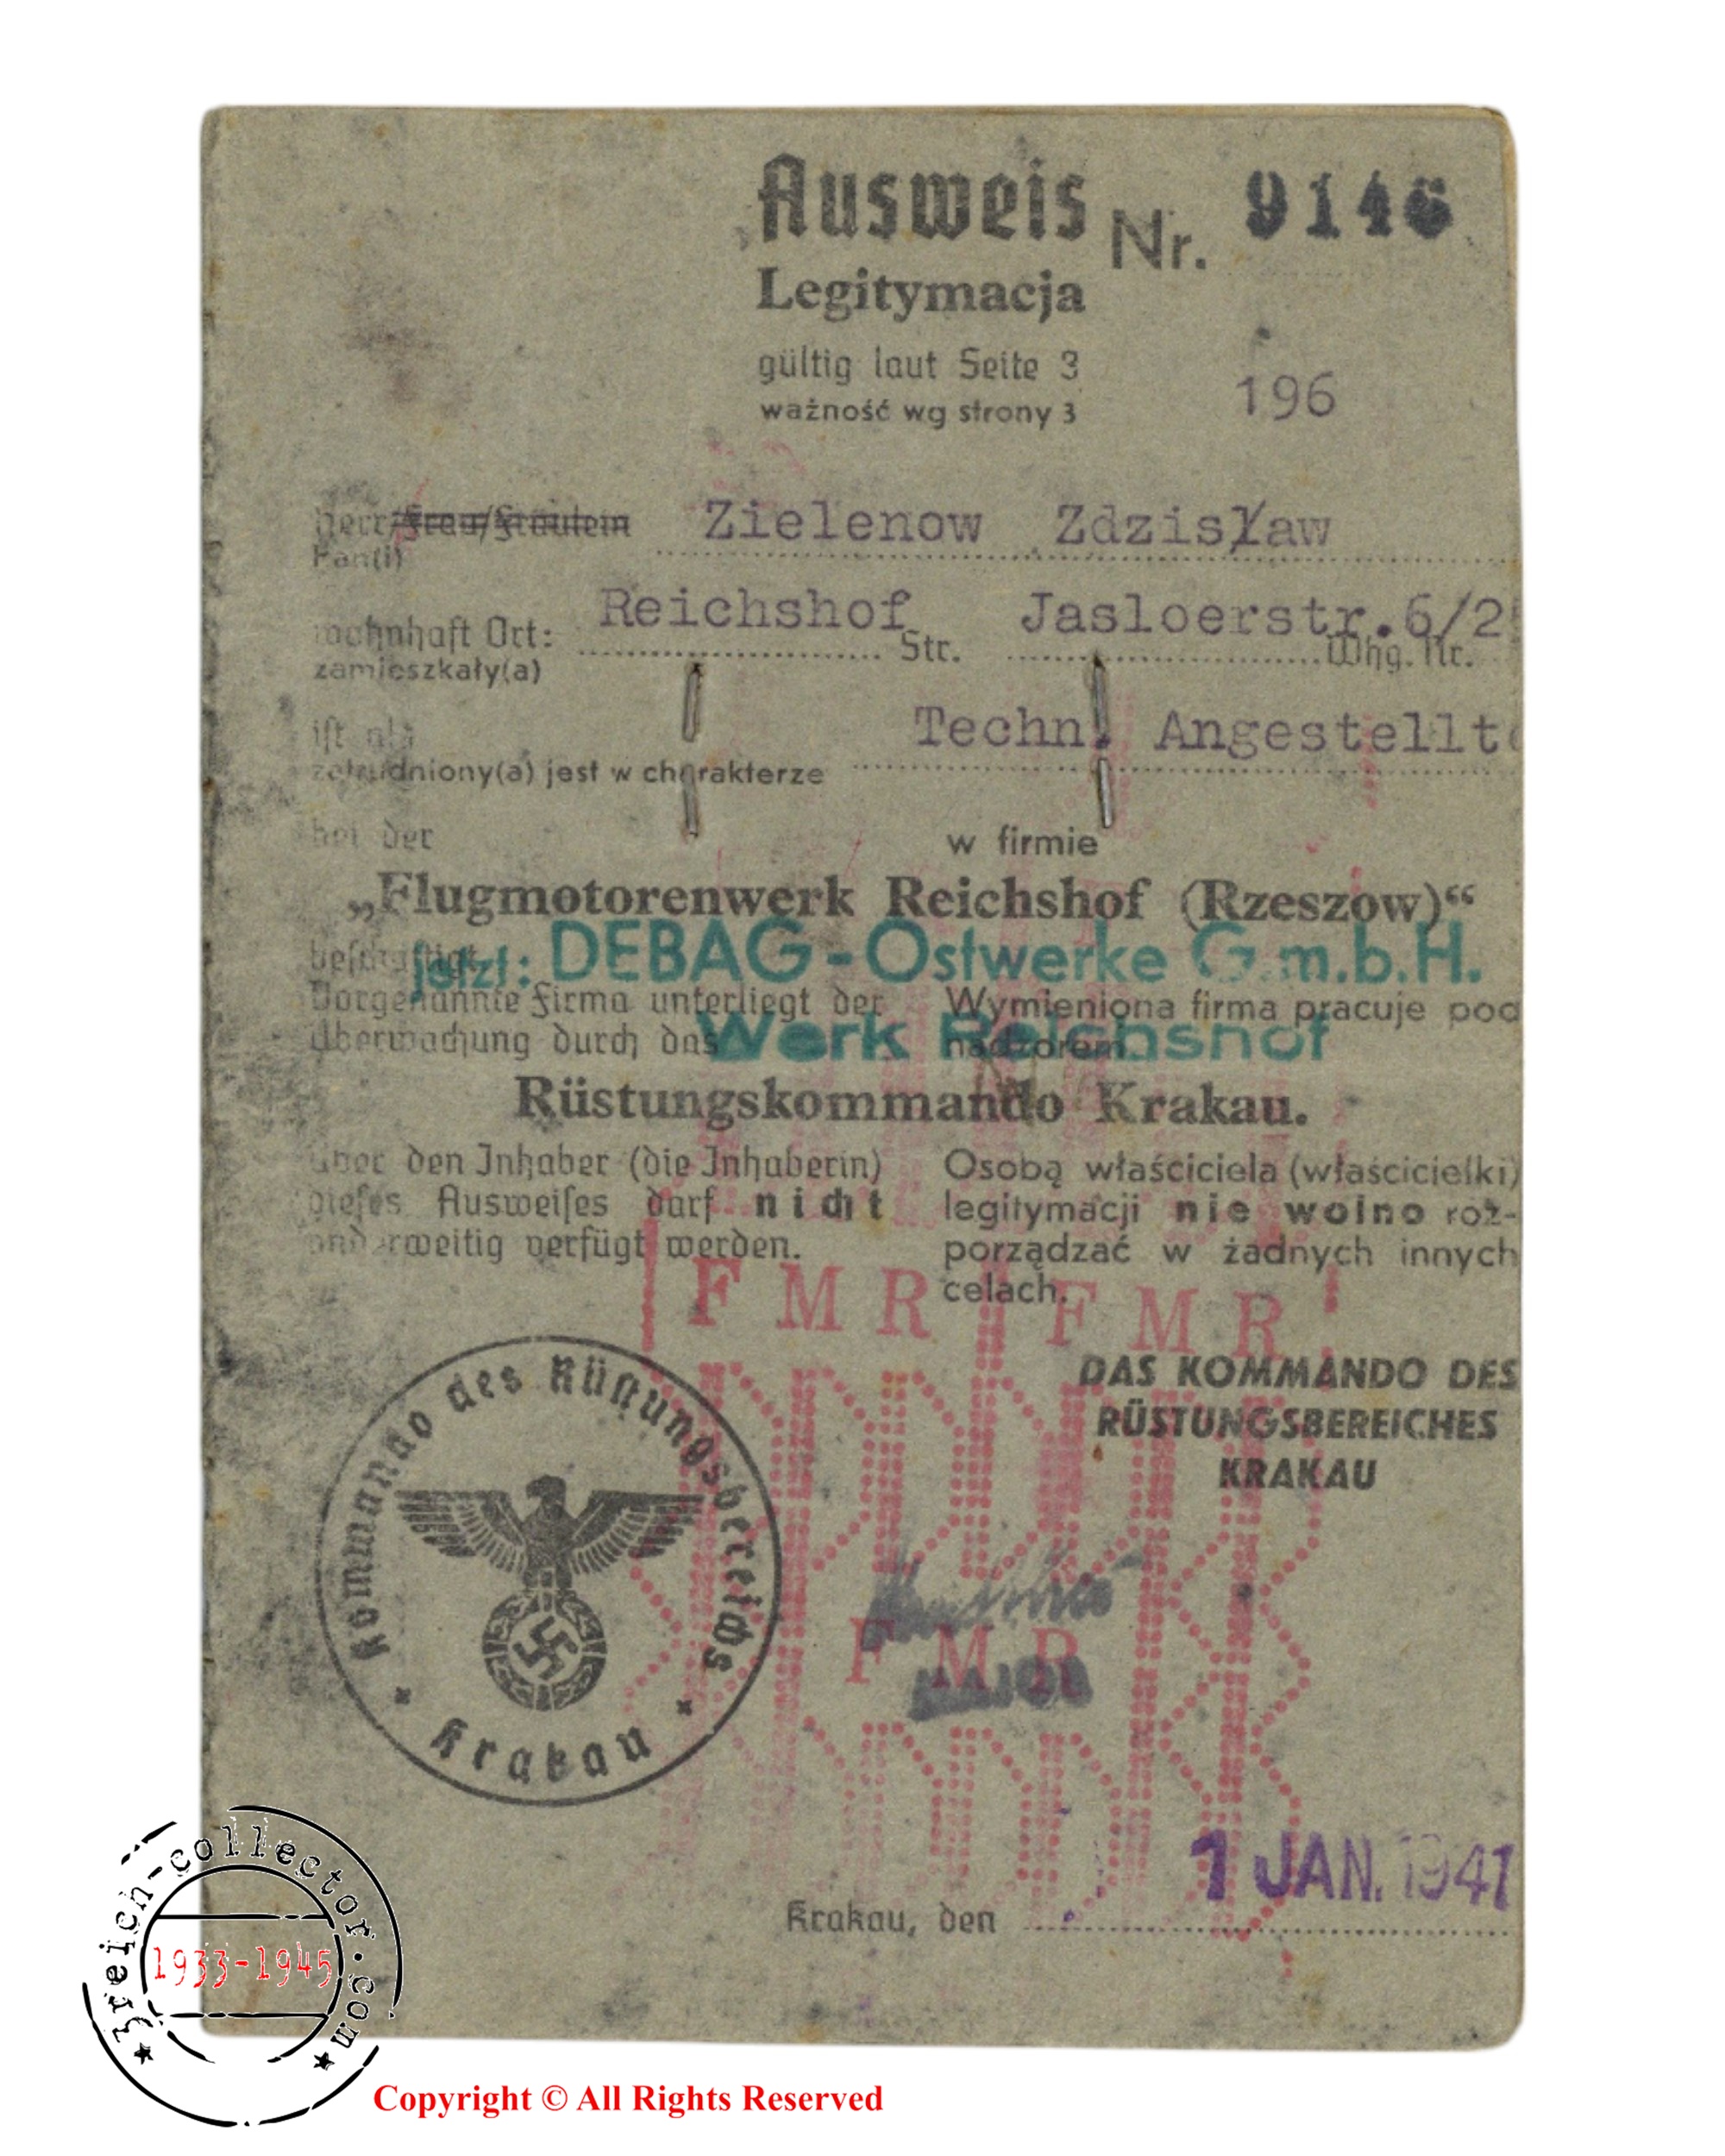 Ausweis Nr. 9146
Legitymacja
gültig laut Seite 3
ważność wg strony 3
196
Herr/Frau/Fräulein Zielenow Zdzisław
Pan(i)
wohnhaft Ort: Reichshof Str. Jasloerstr.6/2 Whg. Nr.
zamieszkały(a)
ist als Techn. Angestellte
zatrudniony(a) jest w charakterze
bei der w firmie
„Flugmotorenwerk Reichshof (Rzeszow)“
beschäftigt
jetzt: DEBAG-Ostwerke G.m.b.H.
Werk Reichshof
Vorgenannte Firma unterliegt der
Überwachung durch das
Wymieniona firma pracuje pod
nadzorem
Rüstungskommando Krakau.
Über den Inhaber (die Inhaberin)
dieses Ausweises darf nicht
anderweitig verfügt werden.
Osobą właściciela (właścicielki)
legitymacji nie wolno roz-
porządzać w żadnych innych
celach.
FMR FMR
DAS KOMMANDO DES
RÜSTUNGSBEREICHES
KRAKAU
Kommando des Rüstungsbereichs
Krakau
FMR
Krakau, den 1 JAN. 1941
3reich-collector.com
1933-1945
Copyright © All Rights Reserved